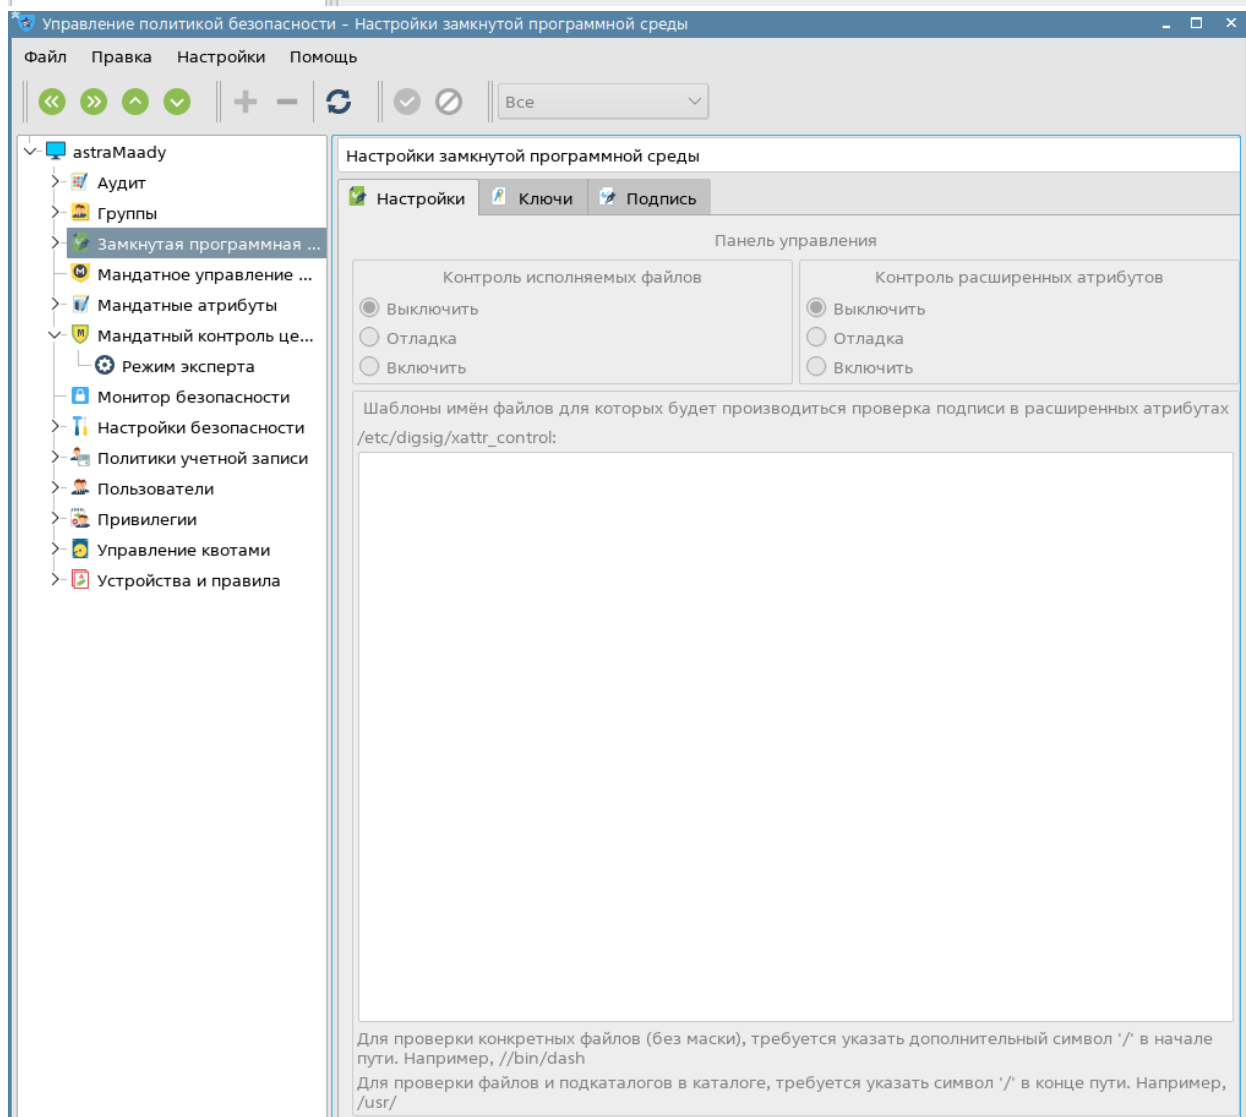 Управление политикой безопасности – Настройки замкнутой программной среды
Файл Правка Настройки Помощь
Все
astraMaady
Аудит
Группы
Замкнутая программная ...
Мандатное управление ...
Мандатные атрибуты
Мандатный контроль це...
Режим эксперта
Монитор безопасности
Настройки безопасности
Политики учетной записи
Пользователи
Привилегии
Управление квотами
Устройства и правила
Настройки замкнутой программной среды
Настройки Ключи Подпись
Панель управления
Контроль исполняемых файлов
Выключить
Отладка
Включить
Контроль расширенных атрибутов
Выключить
Отладка
Включить
Шаблоны имён файлов для которых будет производиться проверка подписи в расширенных атрибутах
/etc/digsig/xattr_control:
Для проверки конкретных файлов (без маски), требуется указать дополнительный символ '/' в начале
пути. Например, //bin/dash
Для проверки файлов и подкаталогов в каталоге, требуется указать символ '/' в конце пути. Например,
/usr/